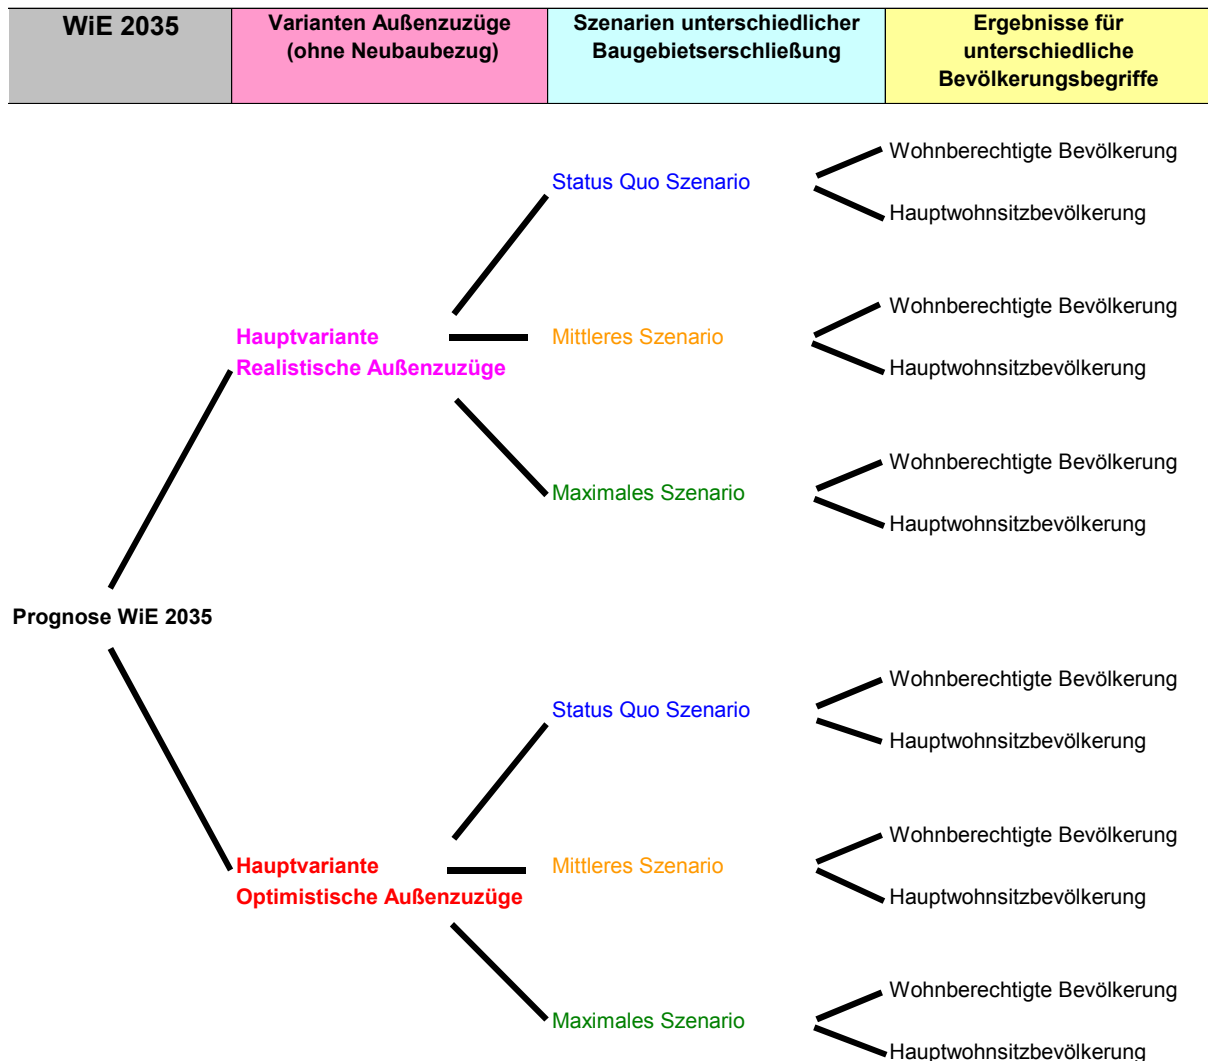 WiE 2035
Varianten Außenzuzüge
(ohne Neubaubezug)
Szenarien unterschiedlicher
Baugebietserschließung
Ergebnisse für
unterschiedliche
Bevölkerungsbegriffe
Wohnberechtigte Bevölkerung
Status Quo Szenario
Hauptwohnsitzbevölkerung
Wohnberechtigte Bevölkerung
Hauptvariante
Mittleres Szenario
Realistische Außenzuzüge
Hauptwohnsitzbevölkerung
Wohnberechtigte Bevölkerung
Maximales Szenario
Hauptwohnsitzbevölkerung
Prognose WiE 2035
Wohnberechtigte Bevölkerung
Status Quo Szenario
Hauptwohnsitzbevölkerung
Wohnberechtigte Bevölkerung
Hauptvariante
Mittleres Szenario
Optimistische Außenzuzüge
Hauptwohnsitzbevölkerung
Wohnberechtigte Bevölkerung
Maximales Szenario
Hauptwohnsitzbevölkerung